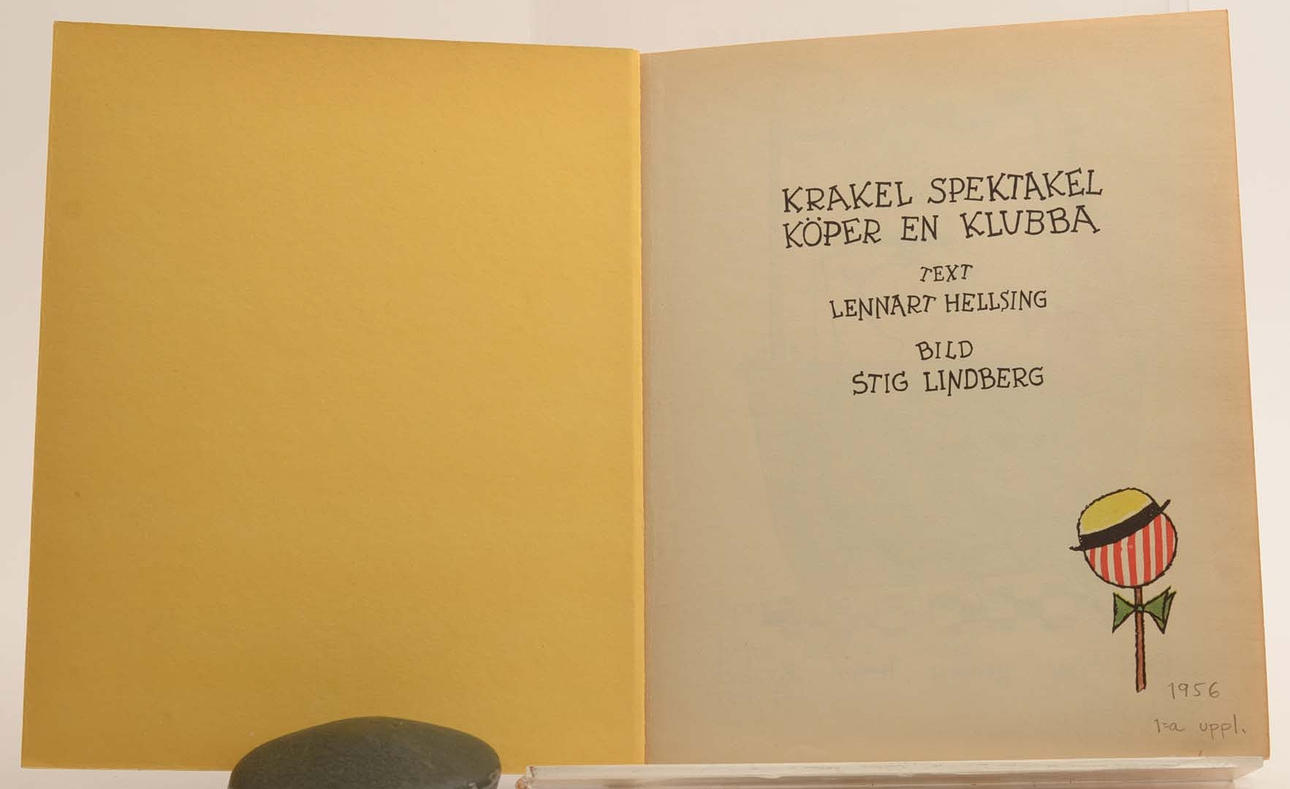 KRAKEL SPEKTAKEL
KÖPER EN KLUBBA
TEXT
LENNART HELLSING
BILD
STIG LINDBERG
1956
1=a uppl.